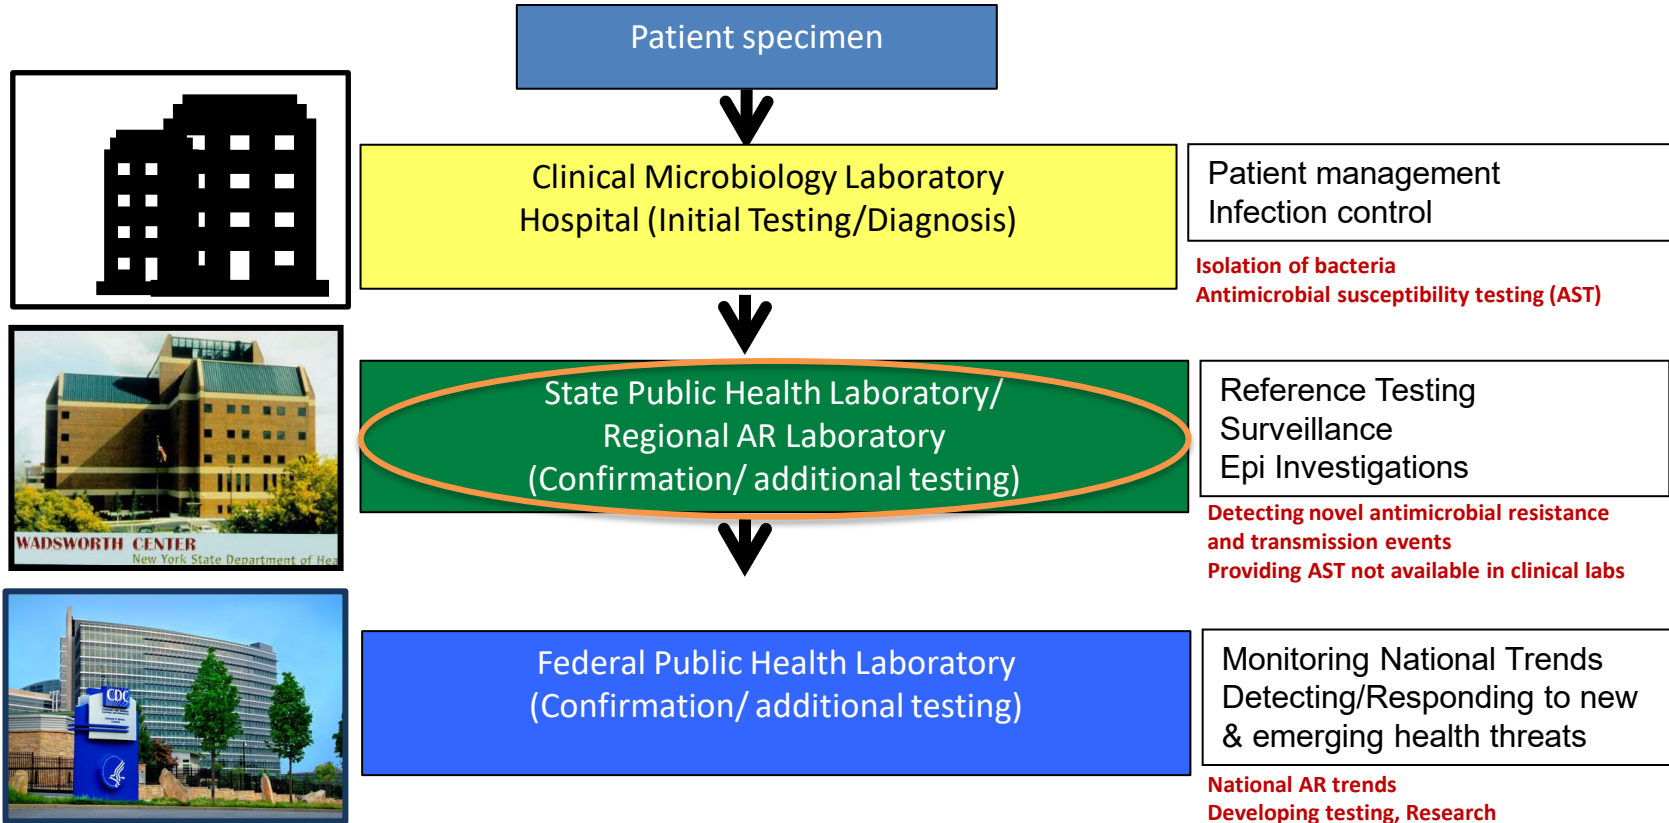 Patient specimen
Clinical Microbiology Laboratory
Hospital (Initial Testing/Diagnosis)
Patient management
Infection control
Isolation of bacteria
Antimicrobial susceptibility testing (AST)
State Public Health Laboratory/
Regional AR Laboratory
(Confirmation/ additional testing)
Reference Testing
Surveillance
Epi Investigations
Detecting novel antimicrobial resistance
and transmission events
Providing AST not available in clinical labs
WADSWORTH CENTER
New York State Department of Hea
Federal Public Health Laboratory
(Confirmation/ additional testing)
Monitoring National Trends
Detecting/Responding to new
& emerging health threats
National AR trends
Developing testing, Research
CDC